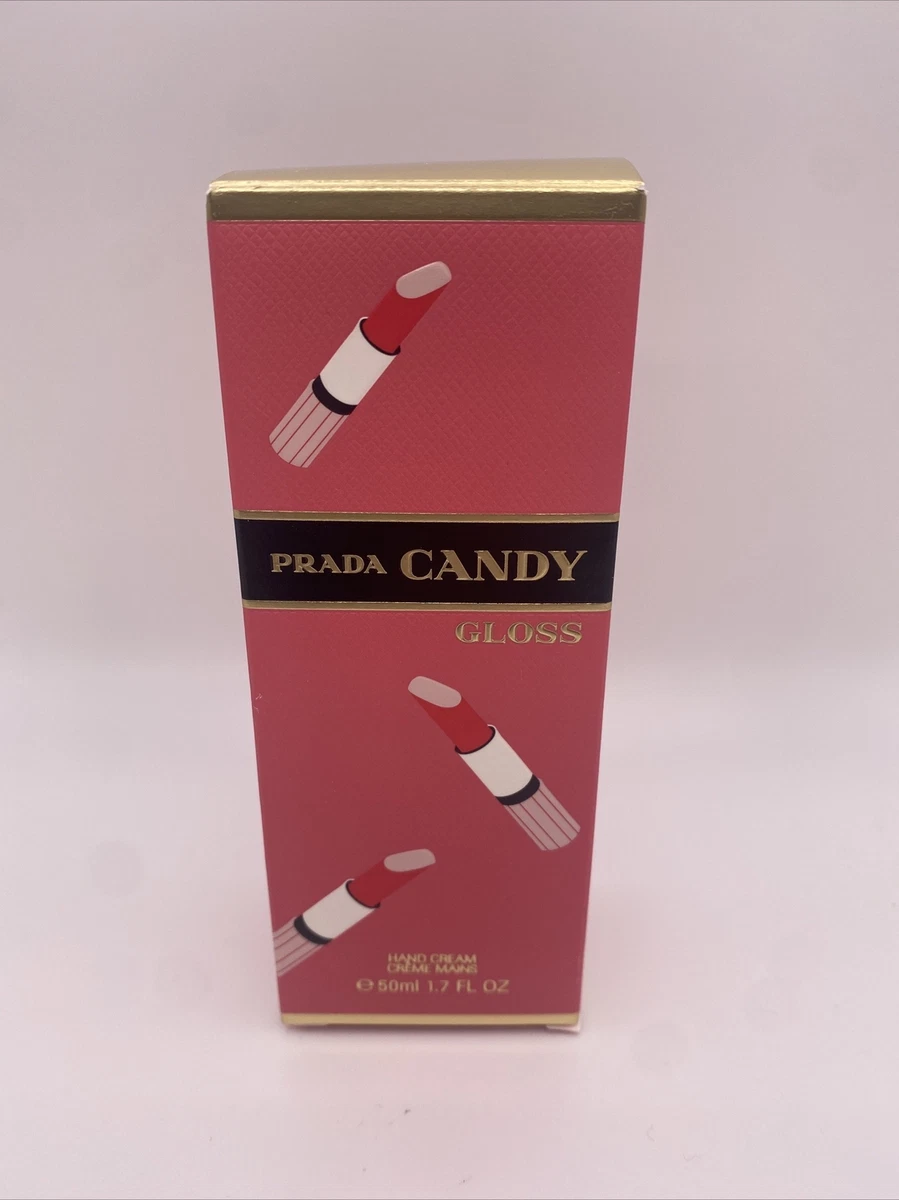 PRADA CANDY
GLOSS
HAND CREAM
CRÈME MAINS
℮ 50ml 1.7 FL OZ